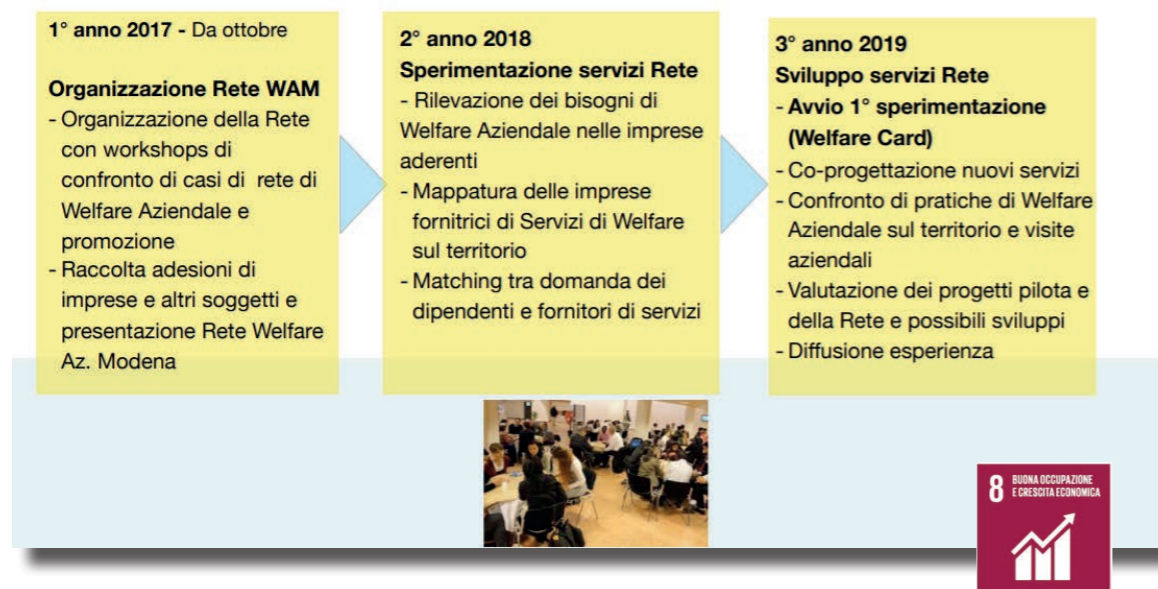 1° anno 2017 - Da ottobre
Organizzazione Rete WAM
- Organizzazione della Rete
con workshops di
confronto di casi di rete di
Welfare Aziendale e
promozione
- Raccolta adesioni di
imprese e altri soggetti e
presentazione Rete Welfare
Az. Modena
2° anno 2018
Sperimentazione servizi Rete
- Rilevazione dei bisogni di
Welfare Aziendale nelle imprese
aderenti
- Mappatura delle imprese
fornitrici di Servizi di Welfare
sul territorio
- Matching tra domanda dei
dipendenti e fornitori di servizi
3° anno 2019
Sviluppo servizi Rete
- Avvio 1° sperimentazione
(Welfare Card)
- Co-progettazione nuovi servizi
- Confronto di pratiche di Welfare
Aziendale sul territorio e visite
aziendali
- Valutazione dei progetti pilota e
della Rete e possibili sviluppi
- Diffusione esperienza
8 BUONA OCCUPAZIONE
E CRESCITA ECONOMICA